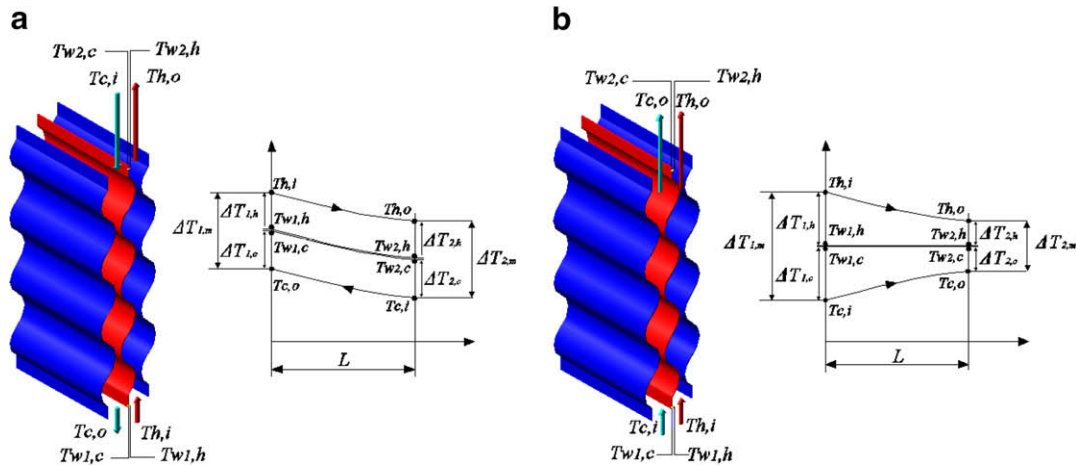 a
Tw2,c
Tw2,h
Tc,i
Th,o
Th,i
ΔT1,m
ΔT1,h
Tw1,h
Tw1,c
ΔT1,c
Tc,o
Th,o
Tw2,h
Tw2,c
ΔT2,h
ΔT2,c
ΔT2,m
Tc,i
L
Tc,o
Th,i
Tw1,c
Tw1,h
b
Tw2,c
Tw2,h
Tc,o
Th,o
Th,i
ΔT1,m
ΔT1,h
Tw1,h
Tw1,c
ΔT1,c
Tc,i
Th,o
Tw2,h
Tw2,c
ΔT2,h
ΔT2,c
ΔT2,m
Tc,o
L
Tc,i
Th,i
Tw1,c
Tw1,h